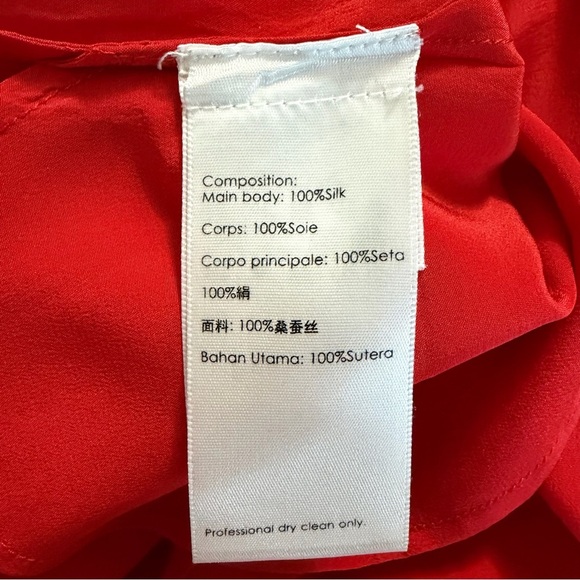 Composition:
Main body: 100%Silk
Corps: 100%Soie
Corpo principale: 100%Seta
100%絹
面料: 100%桑蚕丝
Bahan Utama: 100%Sutera
Professional dry clean only.